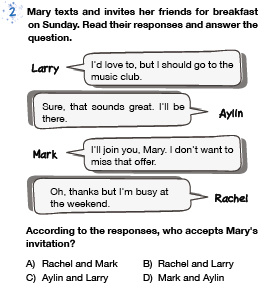 2 Mary texts and invites her friends for breakfast
on Sunday. Read their responses and answer the
question.
Larry
I'd love to, but I should go to the
music club.
Sure, that sounds great. I'll be
there.
Aylin
Mark
I'll join you, Mary. I don't want to
miss that offer.
Oh, thanks but I'm busy at
the weekend.
Rachel
According to the responses, who accepts Mary's
invitation?
A) Rachel and Mark B) Rachel and Larry
C) Aylin and Larry D) Mark and Aylin